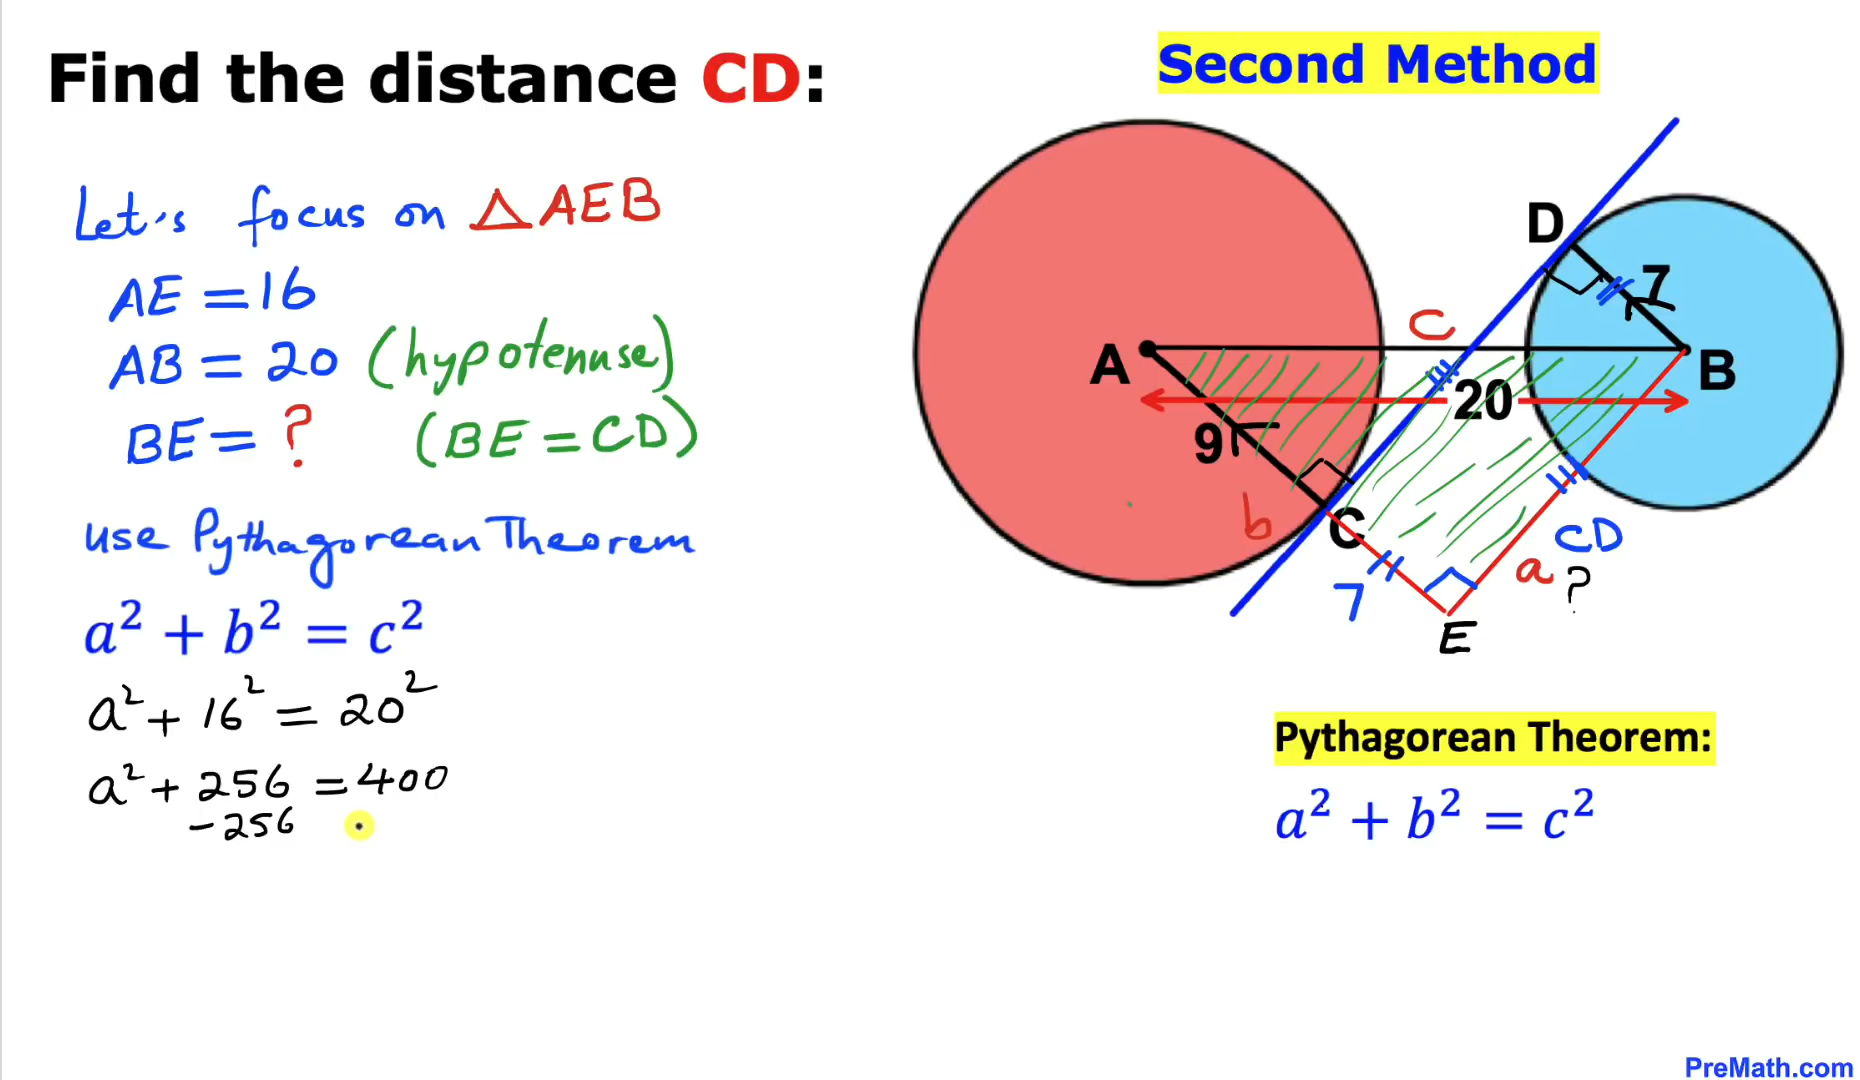 Find the distance CD:
Second Method
Let's focus on △AEB
AE = 16
AB = 20 (hypotenuse)
BE = ? (BE = CD)
use Pythagorean Theorem
a² + b² = c²
a² + 16² = 20²
a² + 256 = 400
-256
D
7
c
A
B
20
9
b
C
CD
a
?
7
E
Pythagorean Theorem:
a² + b² = c²
PreMath.com